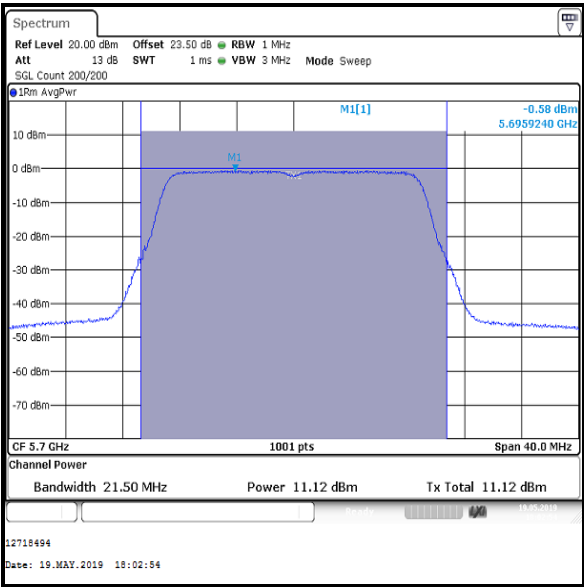 Spectrum
Ref Level 20.00 dBm Offset 23.50 dB RBW 1 MHz
Att 13 dB SWT 1 ms VBW 3 MHz Mode Sweep
SGL Count 200/200
1Rm AvgPwr
M1[1] -0.58 dBm
5.6959240 GHz
10 dBm
M1
0 dBm
-10 dBm
-20 dBm
-30 dBm
-40 dBm
-50 dBm
-60 dBm
-70 dBm
CF 5.7 GHz 1001 pts Span 40.0 MHz
Channel Power
Bandwidth 21.50 MHz Power 11.12 dBm Tx Total 11.12 dBm
Ready 19.05.2019
12718494
Date: 19.MAY.2019 18:02:54